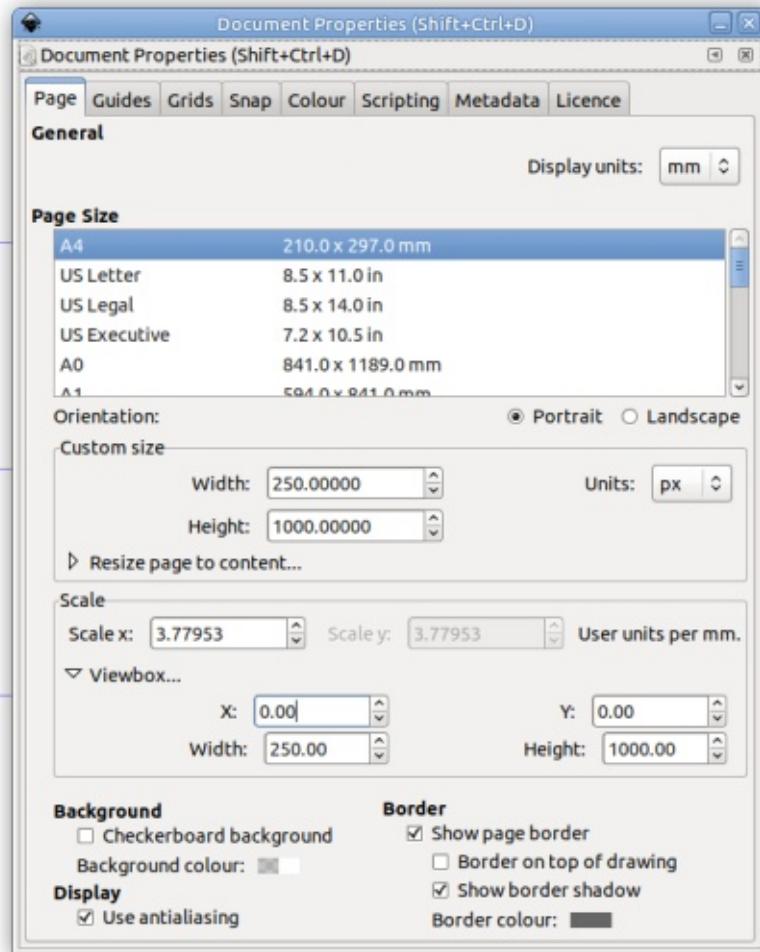 Document Properties (Shift+Ctrl+D)
Document Properties (Shift+Ctrl+D)
Page Guides Grids Snap Colour Scripting Metadata Licence
General
Display units: mm
Page Size
A4 210.0 x 297.0 mm
US Letter 8.5 x 11.0 in
US Legal 8.5 x 14.0 in
US Executive 7.2 x 10.5 in
A0 841.0 x 1189.0 mm
A1 594.0 x 841.0 mm
Orientation: Portrait Landscape
Custom size
Width: 250.00000 Units: px
Height: 1000.00000
Resize page to content...
Scale
Scale x: 3.77953 Scale y: 3.77953 User units per mm.
Viewbox...
X: 0.00 Y: 0.00
Width: 250.00 Height: 1000.00
Background Border
Checkerboard background Show page border
Background colour: Border on top of drawing
Display Show border shadow
Use antialiasing Border colour: